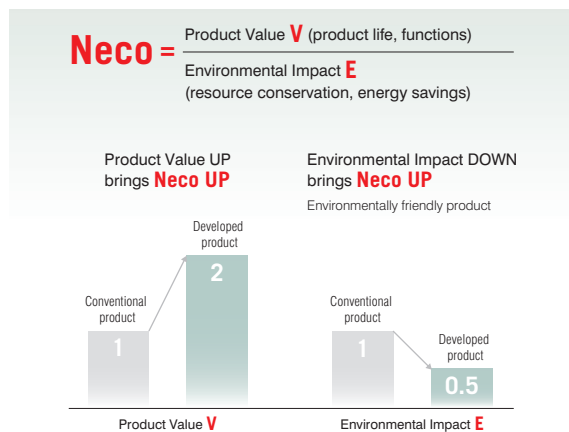 Neco = Product Value V (product life, functions)
Environmental Impact E
(resource conservation, energy savings)
Product Value UP
brings Neco UP
Environmental Impact DOWN
brings Neco UP
Environmentally friendly product
Conventional
product
1
Developed
product
2
Conventional
product
1
Developed
product
0.5
Product Value V
Environmental Impact E